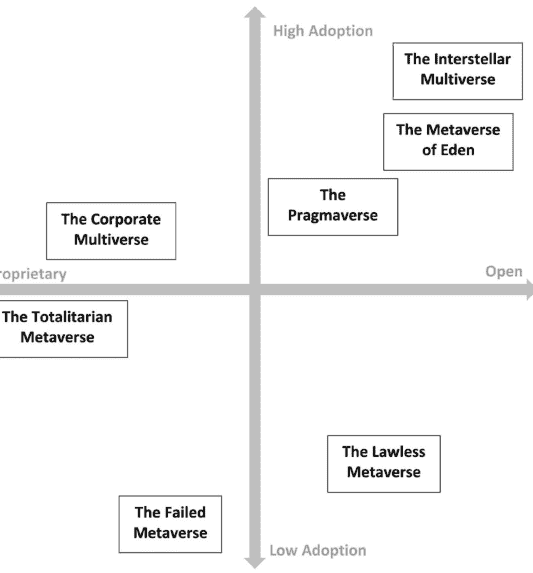 High Adoption
The Interstellar
Multiverse
The Metaverse
of Eden
The
Pragmaverse
The Corporate
Multiverse
roprietary
Open
The Totalitarian
Metaverse
The Lawless
Metaverse
The Failed
Metaverse
Low Adoption